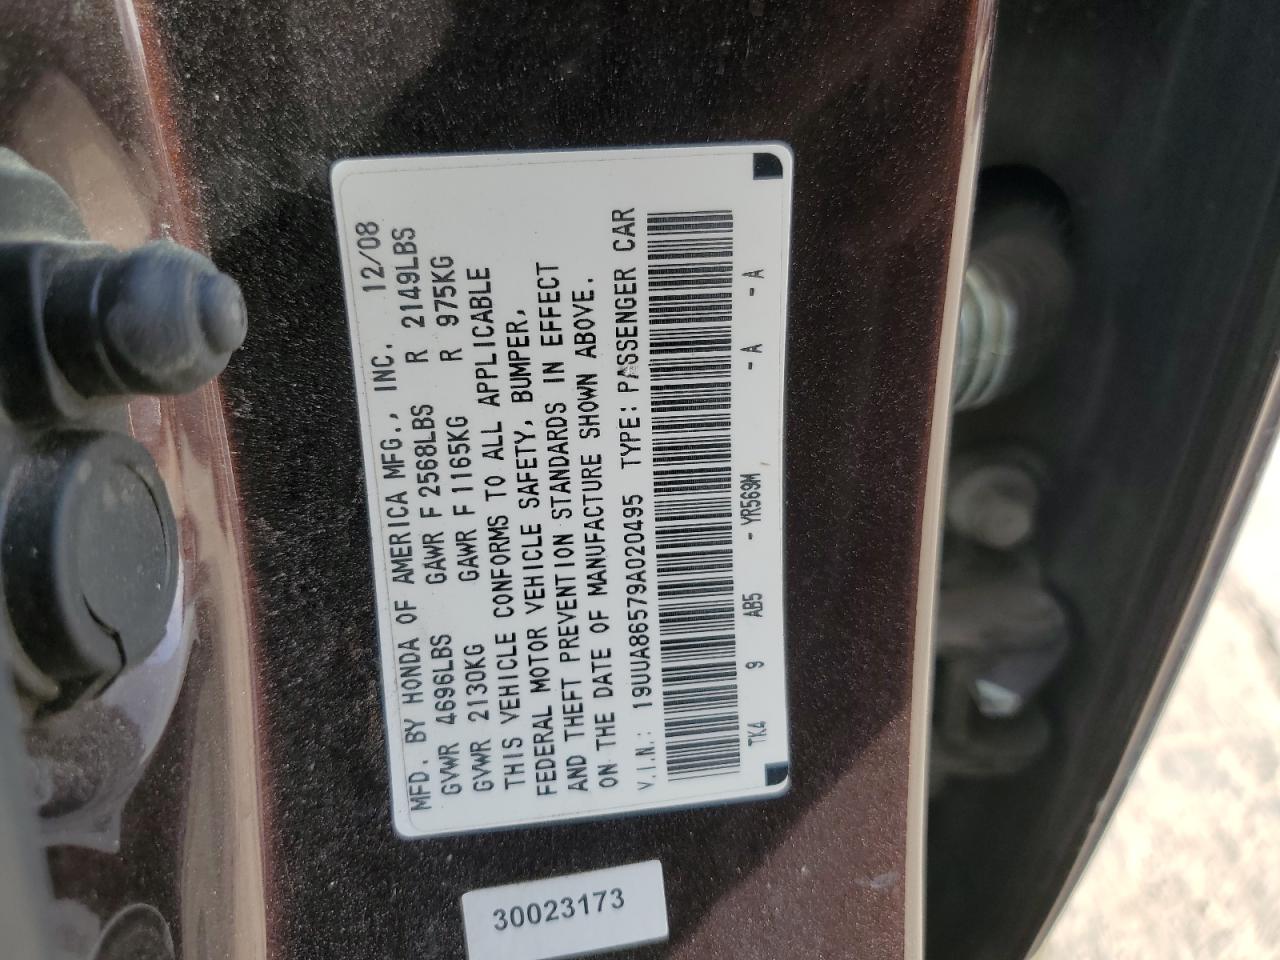 MFD. BY HONDA OF AMERICA MFG., INC. 12/08
GVWR 4696LBS GAWR F 2568LBS R 2149LBS
GVWR 2130KG GAWR F 1165KG R 975KG
THIS VEHICLE CONFORMS TO ALL APPLICABLE
FEDERAL MOTOR VEHICLE SAFETY, BUMPER,
AND THEFT PREVENTION STANDARDS IN EFFECT
ON THE DATE OF MANUFACTURE SHOWN ABOVE.
V.I.N.: 19UUA86579A020495 TYPE: PASSENGER CAR
TK4 9 AB5 - YR569M - A - A
30023173